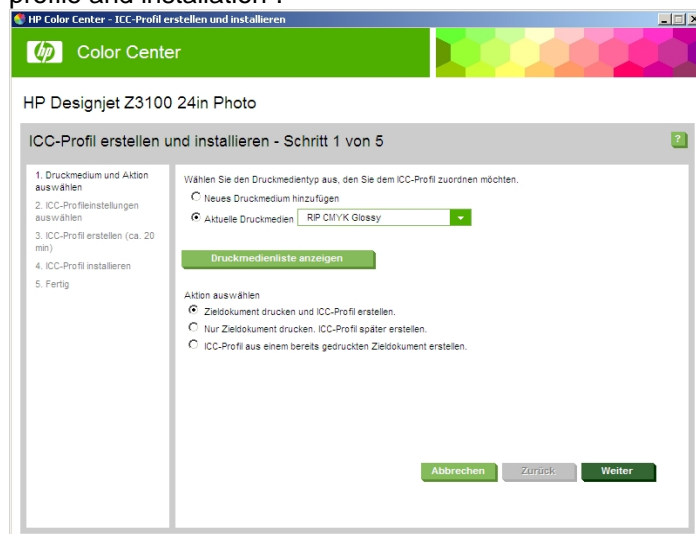 profile and installation".
HP Color Center - ICC-Profil erstellen und installieren
hp Color Center
HP Designjet Z3100 24in Photo
ICC-Profil erstellen und installieren - Schritt 1 von 5
?
1. Druckmedium und Aktion
auswählen
2. ICC-Profileinstellungen
auswählen
3. ICC-Profil erstellen (ca. 20
min)
4. ICC-Profil installieren
5. Fertig
Wählen Sie den Druckmedientyp aus, den Sie dem ICC-Profil zuordnen möchten.
Neues Druckmedium hinzufügen
Aktuelle Druckmedien RIP CMYK Glossy
Druckmedienliste anzeigen
Aktion auswählen
Zieldokument drucken und ICC-Profil erstellen.
Nur Zieldokument drucken. ICC-Profil später erstellen.
ICC-Profil aus einem bereits gedruckten Zieldokument erstellen.
Abbrechen Zurück Weiter